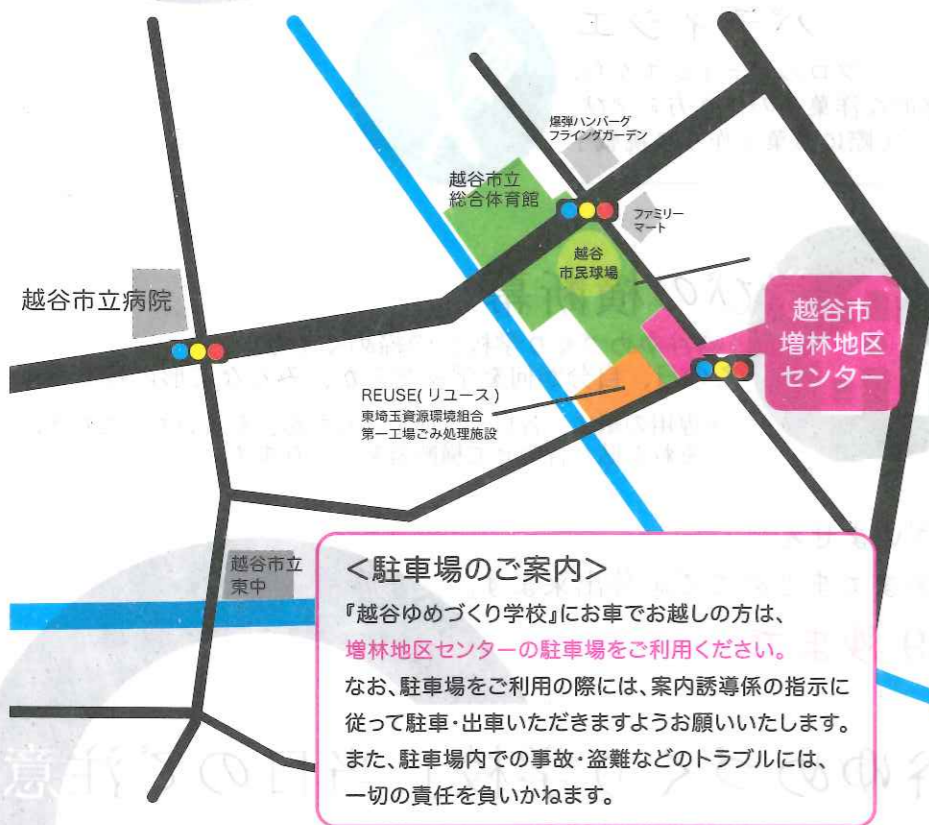 爆弾ハンバーグ
フライングガーデン
越谷市立
総合体育館
ファミリー
マート
越谷
市民球場
越谷市立病院
越谷市
増林地区
センター
REUSE(リユース)
東埼玉資源環境組合
第一工場ごみ処理施設
越谷市立
東中
<駐車場のご案内>
『越谷ゆめづくり学校』にお車でお越しの方は、
増林地区センターの駐車場をご利用ください。
なお、駐車場をご利用の際には、案内誘導係の指示に
従って駐車・出車いただきますようお願いいたします。
また、駐車場内での事故・盗難などのトラブルには、
一切の責任を負いかねます。